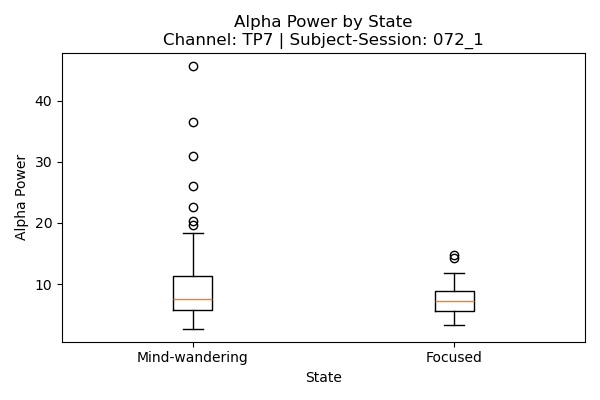 Alpha Power by State
Channel: TP7 | Subject-Session: 072_1
Alpha Power
40
30
20
10
Mind-wandering
Focused
State